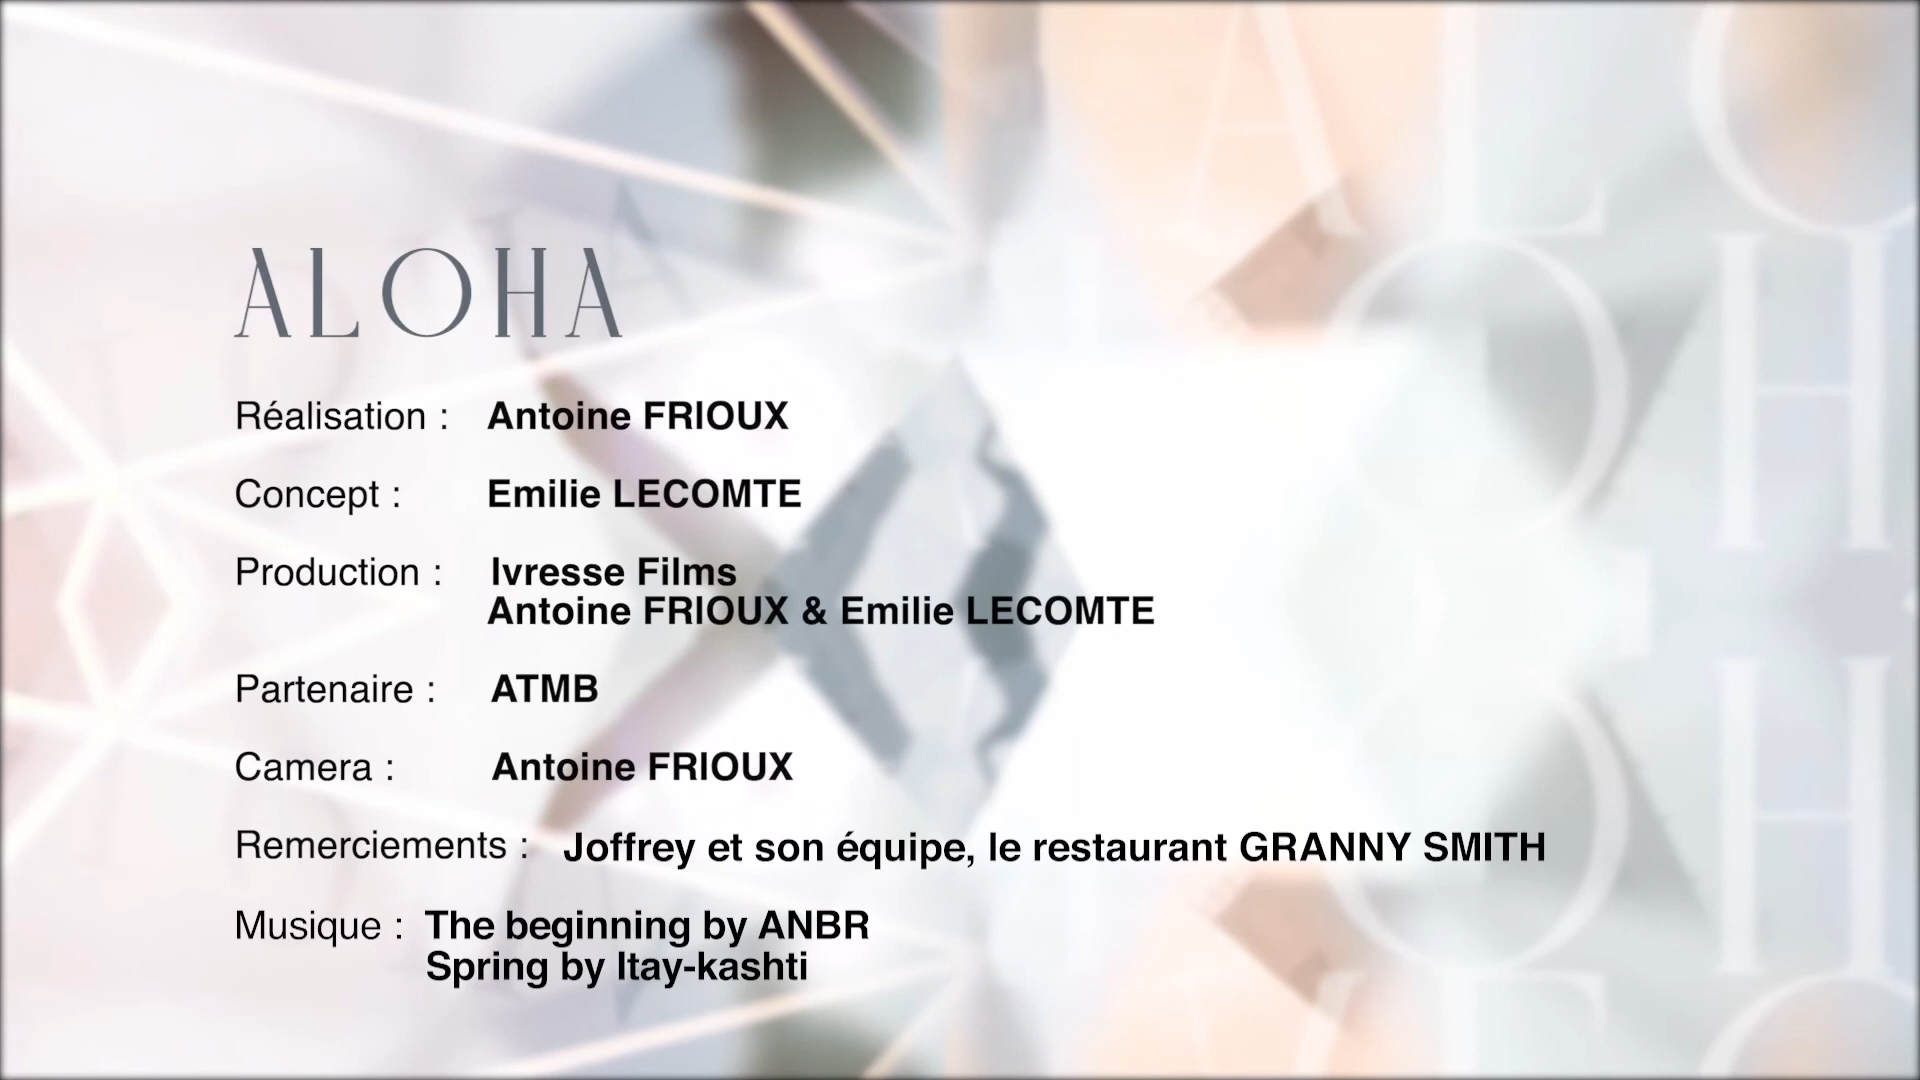 ALOHA
Réalisation : Antoine FRIOUX
Concept : Emilie LECOMTE
Production : Ivresse Films
Antoine FRIOUX & Emilie LECOMTE
Partenaire : ATMB
Camera : Antoine FRIOUX
Remerciements : Joffrey et son équipe, le restaurant GRANNY SMITH
Musique : The beginning by ANBR
Spring by Itay-kashti